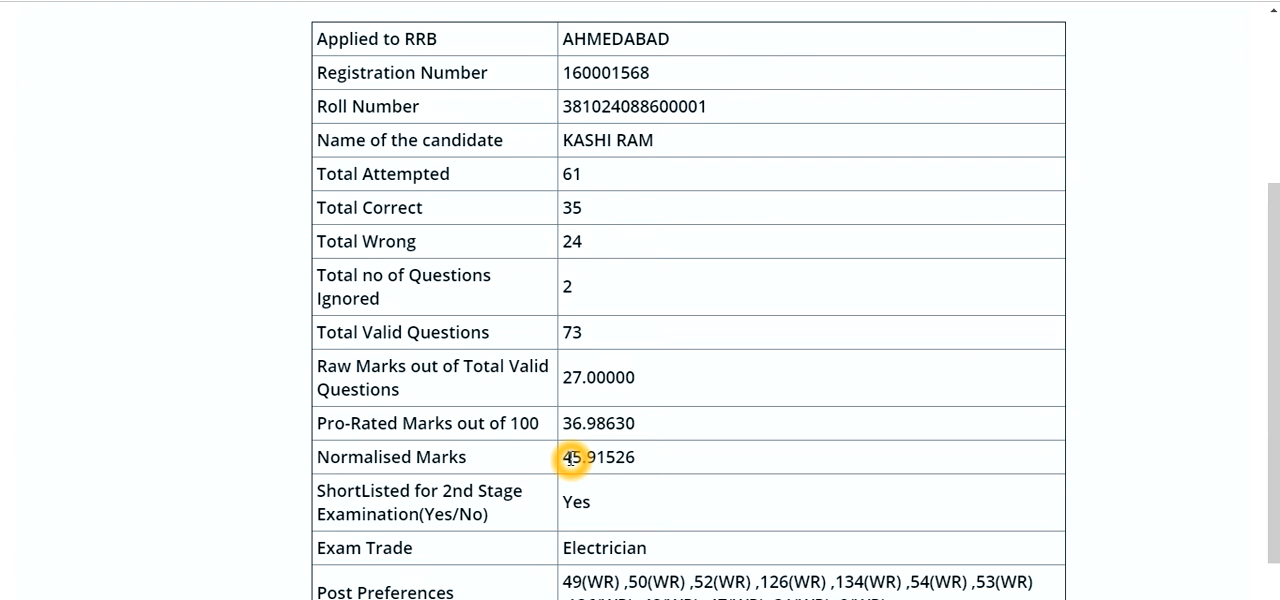 Applied to RRB AHMEDABAD
Registration Number 160001568
Roll Number 381024088600001
Name of the candidate KASHI RAM
Total Attempted 61
Total Correct 35
Total Wrong 24
Total no of Questions
Ignored 2
Total Valid Questions 73
Raw Marks out of Total Valid
Questions 27.00000
Pro-Rated Marks out of 100 36.98630
Normalised Marks 45.91526
ShortListed for 2nd Stage
Examination(Yes/No) Yes
Exam Trade Electrician
Post Preferences 49(WR) ,50(WR) ,52(WR) ,126(WR) ,134(WR) ,54(WR) ,53(WR)